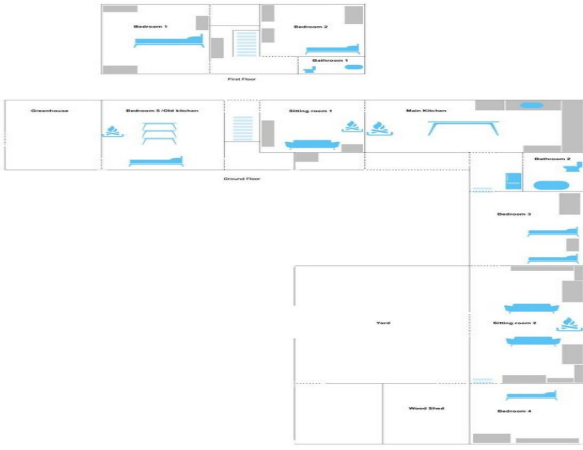 Bedroom 1
Bedroom 2
Bathroom 1
First Floor
Greenhouse
Bedroom 5 /Old kitchen
Sitting room 1
Main Kitchen
Bathroom 2
Ground Floor
Bedroom 3
Yard
Sitting room 2
Wood Shed
Bedroom 4